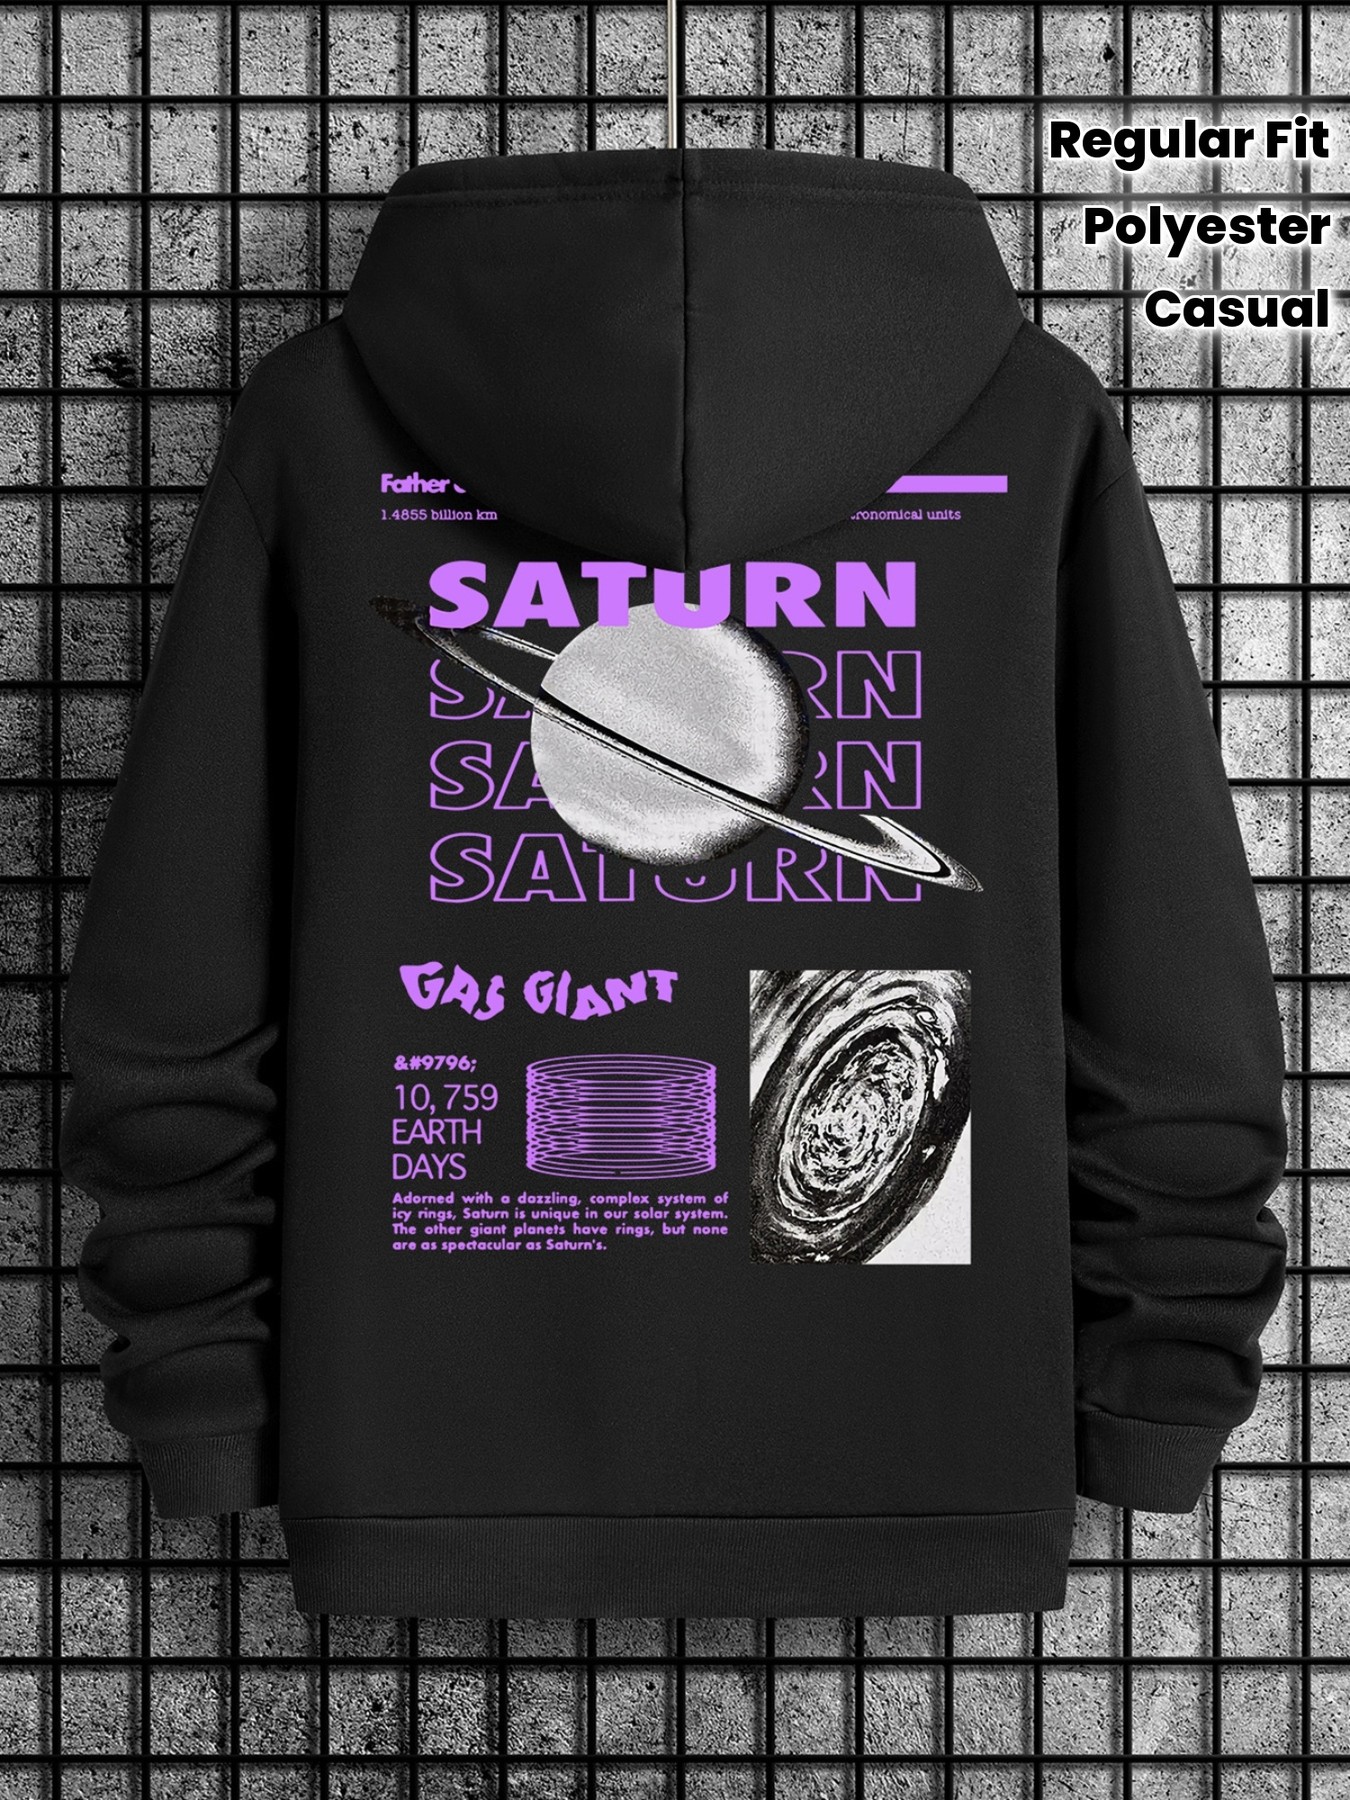 Regular Fit
Polyester
Casual
Father
1.4855 billion km
units
SATURN
SATURN
SATURN
SATURN
GAS GIANT
&#9796;
10,759
EARTH
DAYS
Adorned with a dazzling, complex system of
icy rings, Saturn is unique in our solar system.
The other giant planets have rings, but none
are as spectacular as Saturn's.